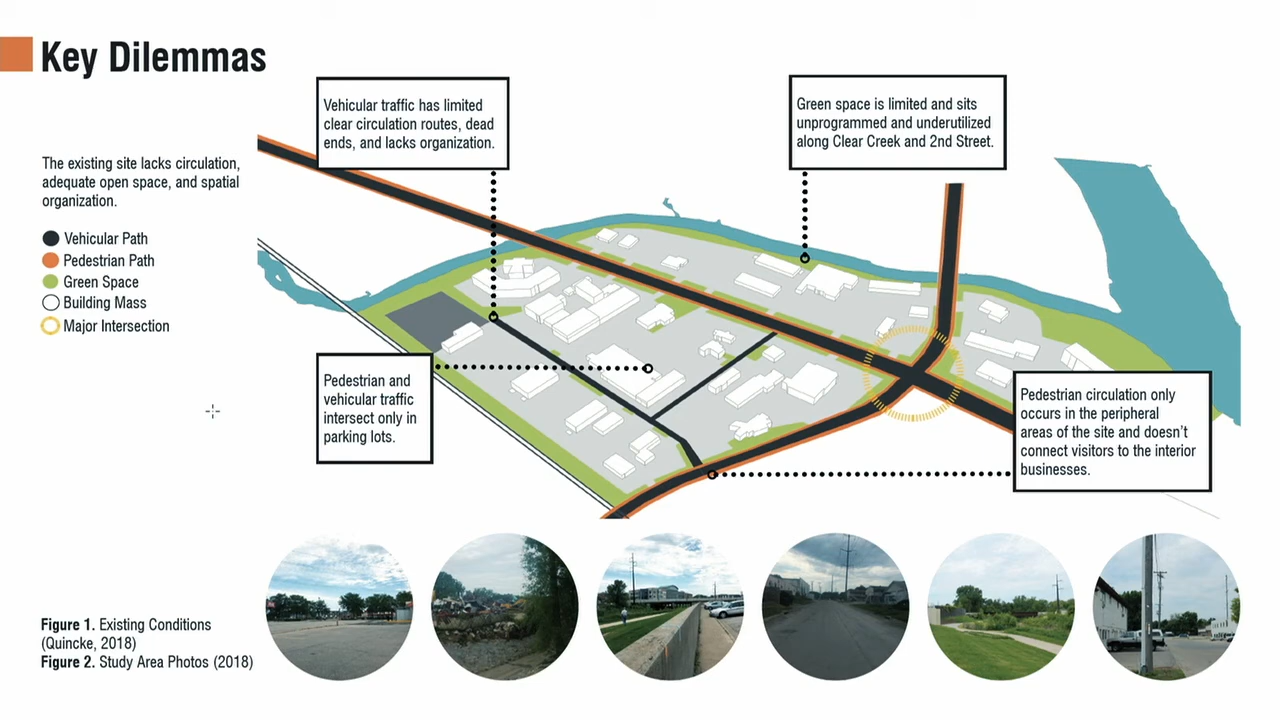 Key Dilemmas
Vehicular traffic has limited
clear circulation routes, dead
ends, and lacks organization.
Green space is limited and sits
unprogrammed and underutilized
along Clear Creek and 2nd Street.
The existing site lacks circulation,
adequate open space, and spatial
organization.
Vehicular Path
Pedestrian Path
Green Space
Building Mass
Major Intersection
Pedestrian and
vehicular traffic
intersect only in
parking lots.
Pedestrian circulation only
occurs in the peripheral
areas of the site and doesn't
connect visitors to the interior
businesses.
Figure 1. Existing Conditions
(Quincke, 2018)
Figure 2. Study Area Photos (2018)